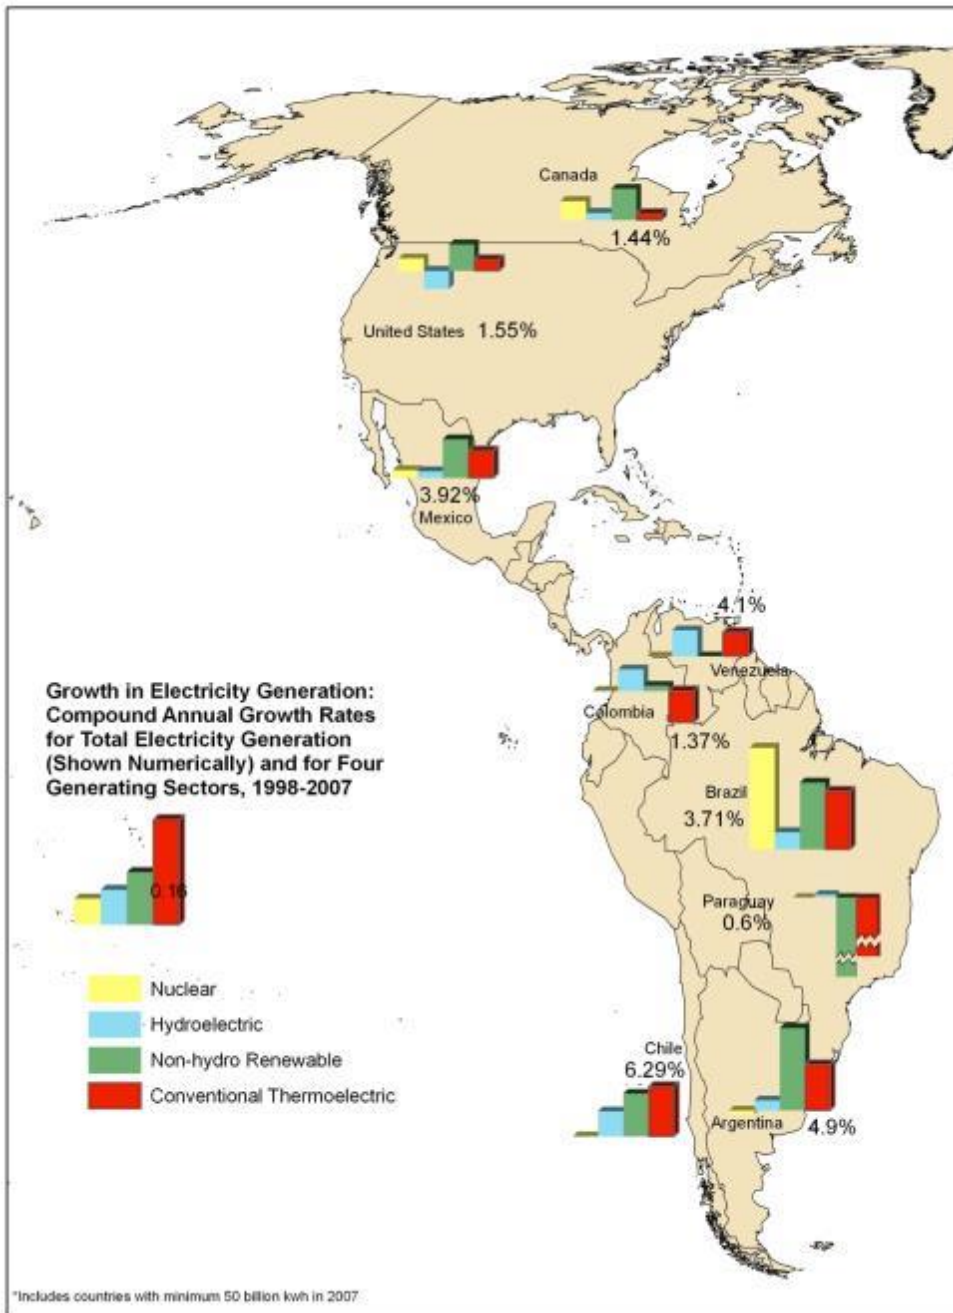 Canada
1.44%
United States 1.55%
3.92%
Mexico
4.1%
Venezuela
Colombia
1.37%
Brazil
3.71%
Paraguay
0.6%
Chile
6.29%
Argentina 4.9%
Growth in Electricity Generation:
Compound Annual Growth Rates
for Total Electricity Generation
(Shown Numerically) and for Four
Generating Sectors, 1998-2007
0.16
Nuclear
Hydroelectric
Non-hydro Renewable
Conventional Thermoelectric
*Includes countries with minimum 50 billion kwh in 2007